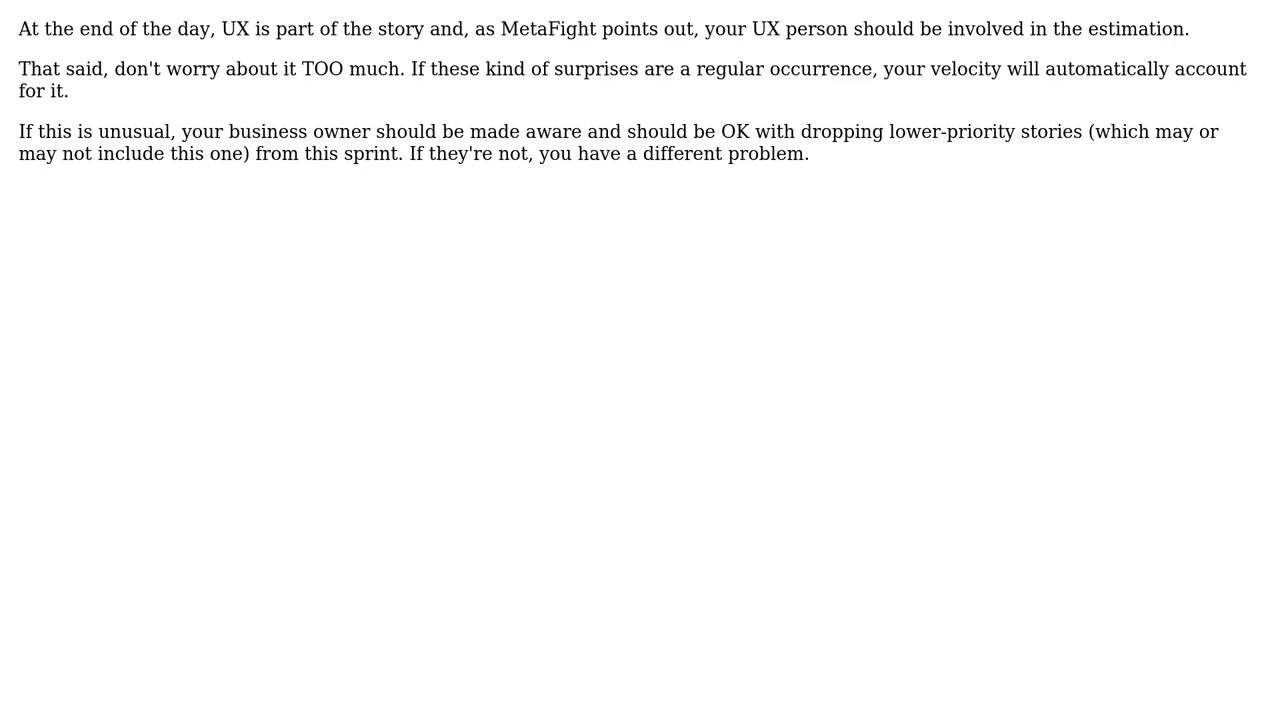 At the end of the day, UX is part of the story and, as MetaFight points out, your UX person should be involved in the estimation.
That said, don't worry about it TOO much. If these kind of surprises are a regular occurrence, your velocity will automatically account
for it.
If this is unusual, your business owner should be made aware and should be OK with dropping lower-priority stories (which may or
may not include this one) from this sprint. If they're not, you have a different problem.